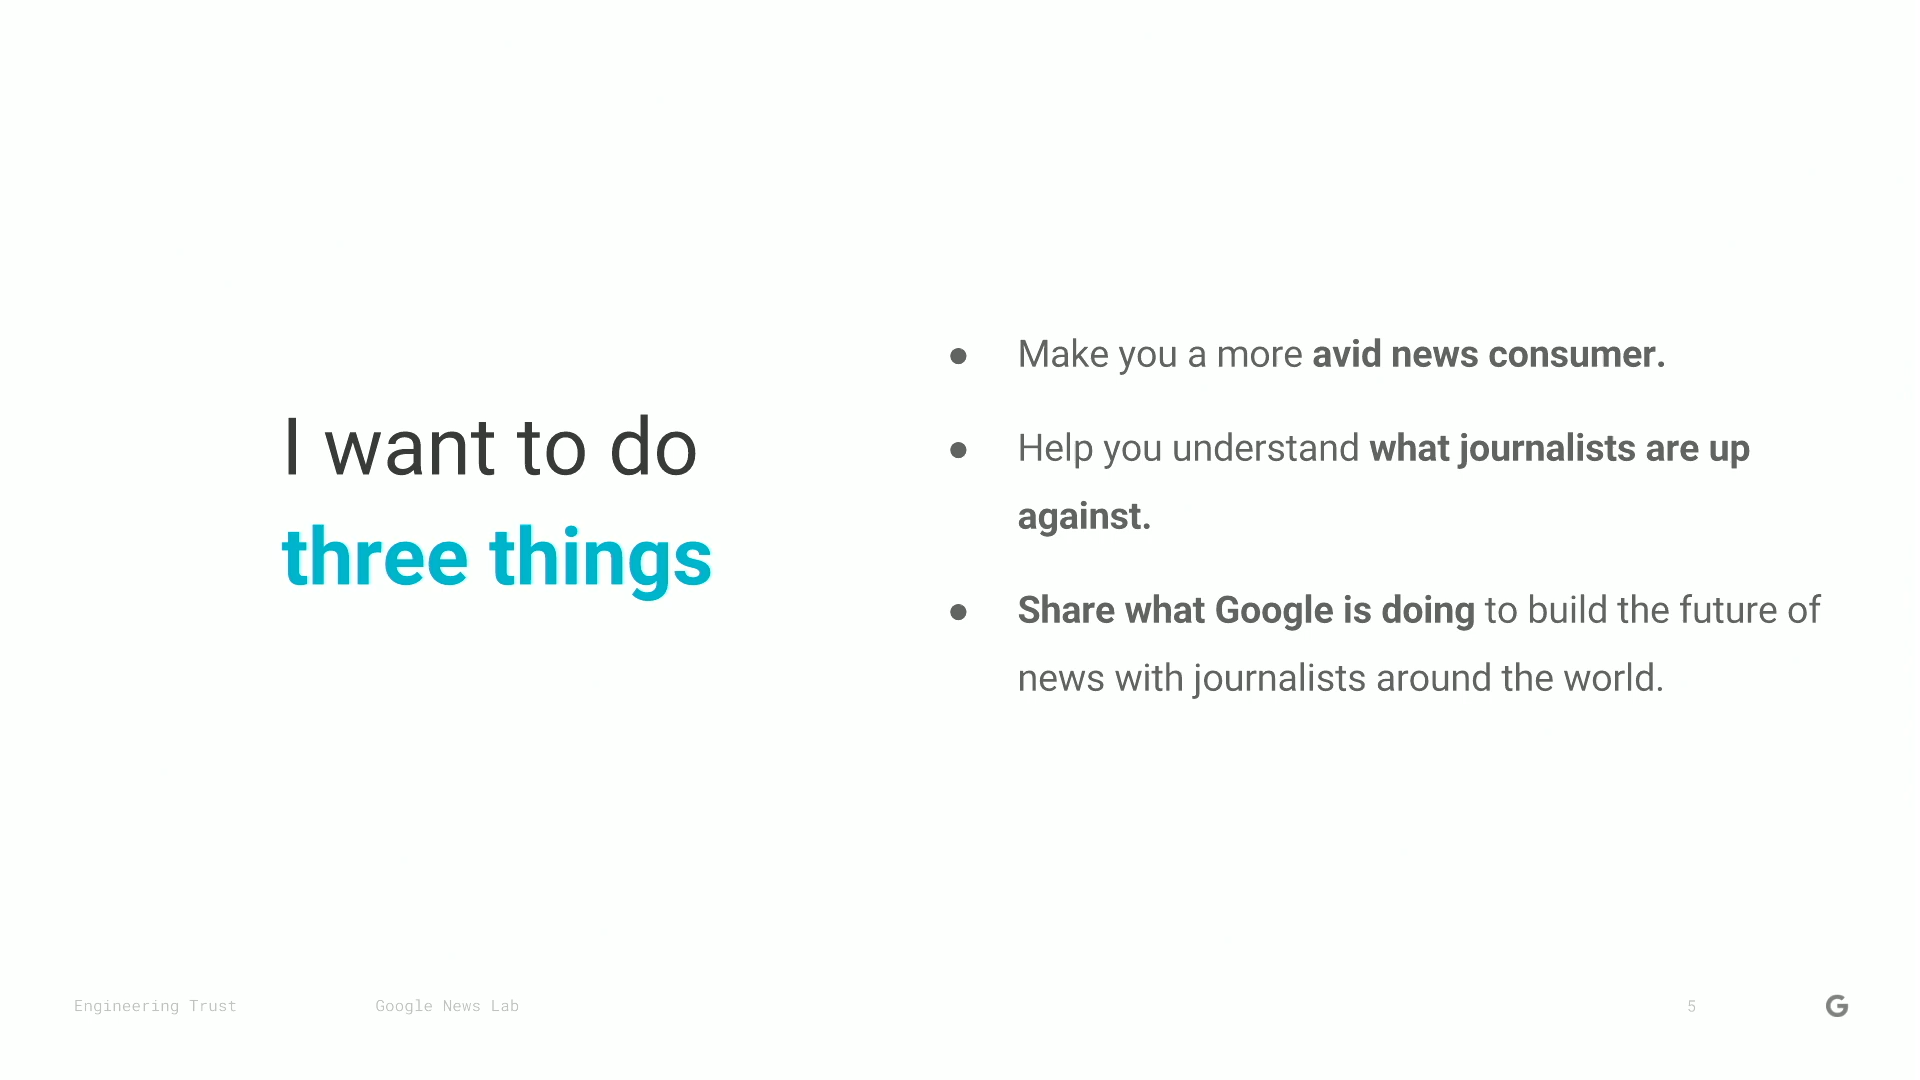 I want to do
three things
● Make you a more avid news consumer.
● Help you understand what journalists are up
against.
● Share what Google is doing to build the future of
news with journalists around the world.
Engineering Trust
Google News Lab
5
G